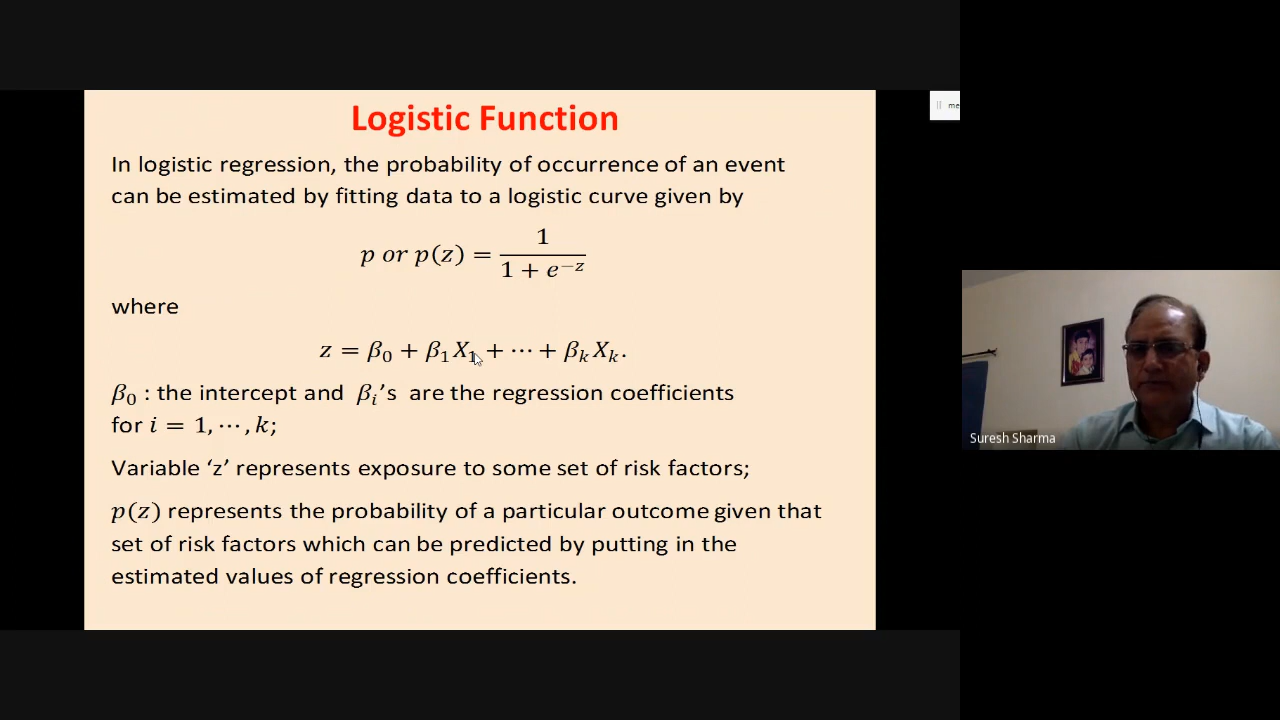 Logistic Function
In logistic regression, the probability of occurrence of an event
can be estimated by fitting data to a logistic curve given by
p or p(z) = 1 / (1 + e^{−z})
where
z = β₀ + β₁X₁ + ⋯ + βₖXₖ.
β₀ : the intercept and βᵢ’s are the regression coefficients
for i = 1, ⋯, k;
Variable ‘z’ represents exposure to some set of risk factors;
p(z) represents the probability of a particular outcome given that
set of risk factors which can be predicted by putting in the
estimated values of regression coefficients.
me
Suresh Sharma